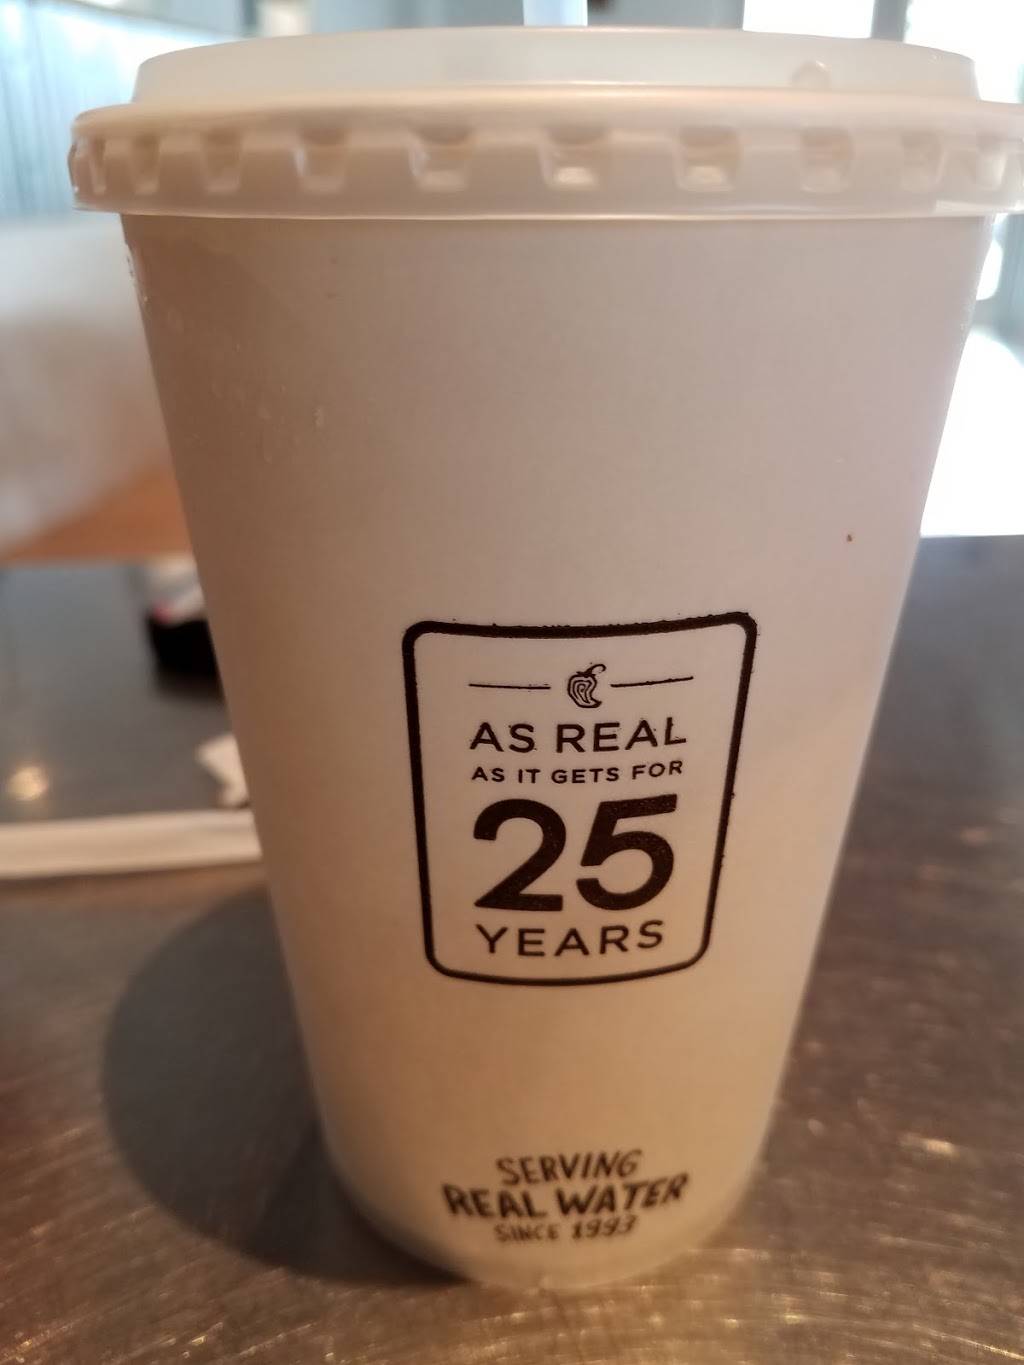 AS REAL
AS IT GETS FOR
25
YEARS
SERVING
REAL WATER
SINCE 1993